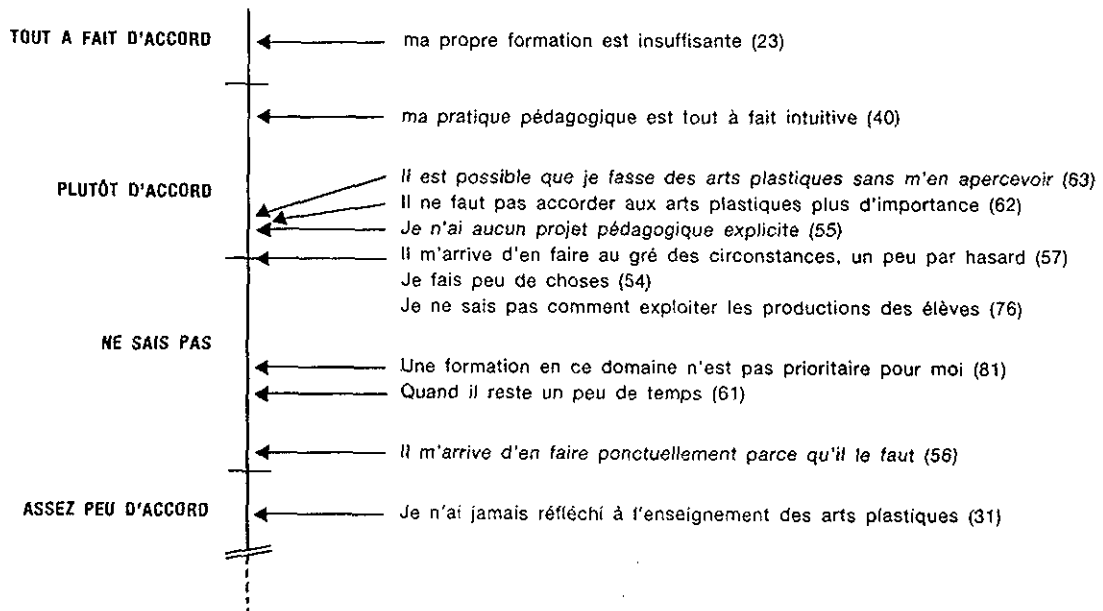 TOUT A FAIT D'ACCORD
ma propre formation est insuffisante (23)
ma pratique pédagogique est tout à fait intuitive (40)
PLUTÔT D'ACCORD
Il est possible que je fasse des arts plastiques sans m'en apercevoir (63)
Il ne faut pas accorder aux arts plastiques plus d'importance (62)
Je n'ai aucun projet pédagogique explicite (55)
Il m'arrive d'en faire au gré des circonstances, un peu par hasard (57)
Je fais peu de choses (54)
Je ne sais pas comment exploiter les productions des élèves (76)
NE SAIS PAS
Une formation en ce domaine n'est pas prioritaire pour moi (81)
Quand il reste un peu de temps (61)
Il m'arrive d'en faire ponctuellement parce qu'il le faut (56)
ASSEZ PEU D'ACCORD
Je n'ai jamais réfléchi à l'enseignement des arts plastiques (31)